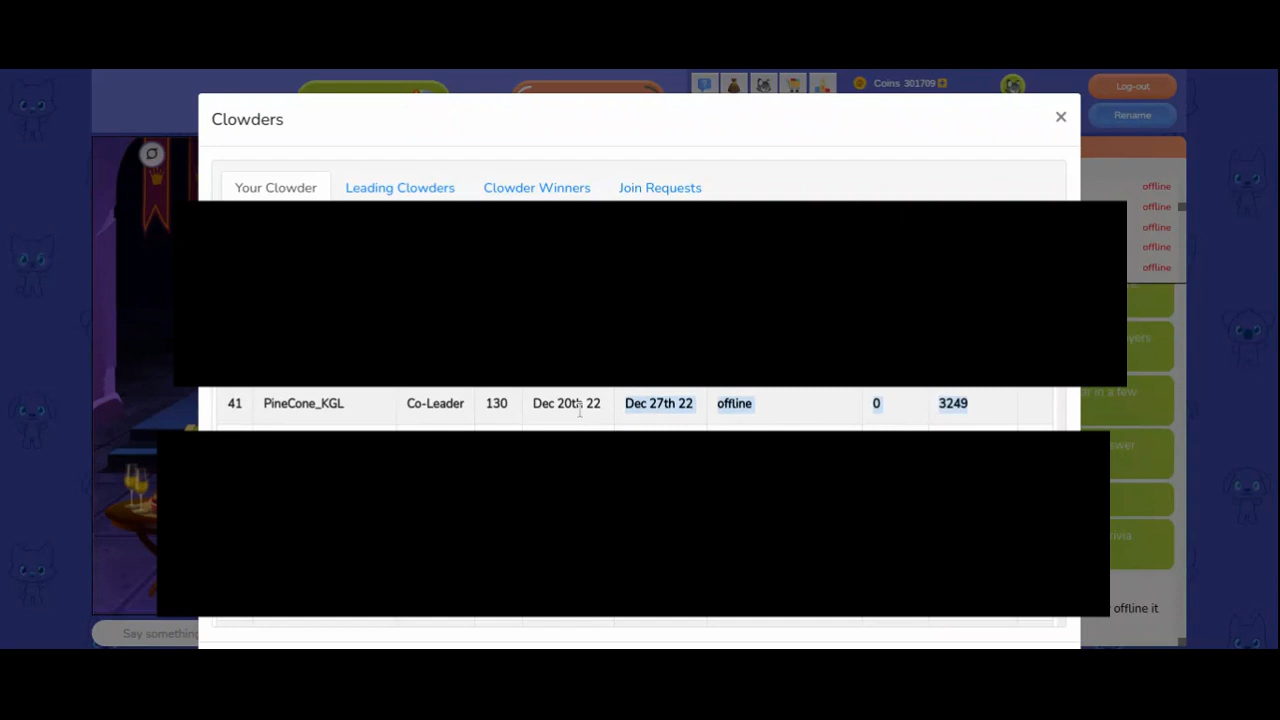 Coins 301709
Log-out
Rename
Clowders
×
Your Clowder Leading Clowders Clowder Winners Join Requests
offline
offline
offline
offline
offline
41 PineCone_KGL Co-Leader 130 Dec 20th 22 Dec 27th 22 offline 0 3249
offline it
Say something